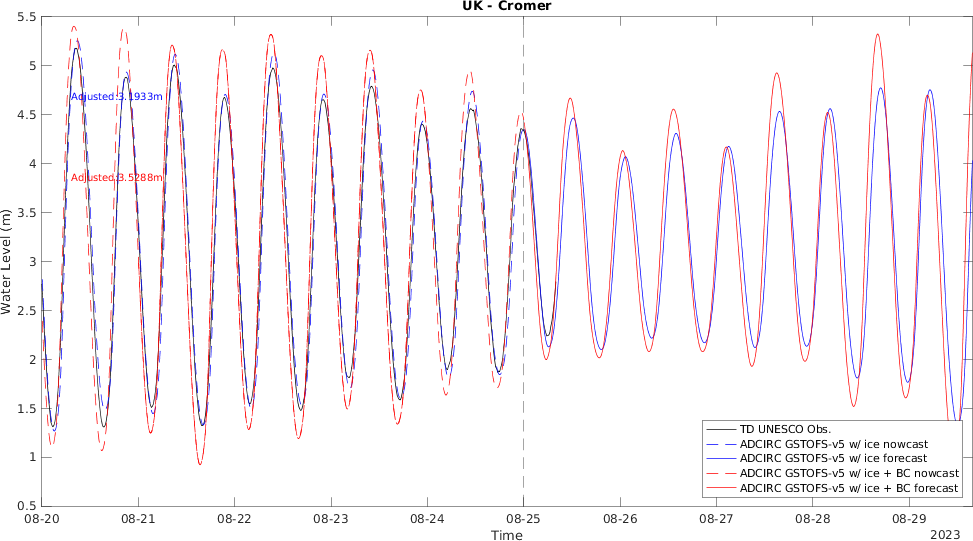 UK - Cromer
5.5
5
4.5
4
3.5
3
2.5
2
1.5
1
0.5
Water Level (m)
Adjusted:3.1933m
Adjusted:3.5288m
TD UNESCO Obs.
ADCIRC GSTOFS-v5 w/ ice nowcast
ADCIRC GSTOFS-v5 w/ ice forecast
ADCIRC GSTOFS-v5 w/ ice + BC nowcast
ADCIRC GSTOFS-v5 w/ ice + BC forecast
08-20 08-21 08-22 08-23 08-24 08-25 08-26 08-27 08-28 08-29
Time
2023